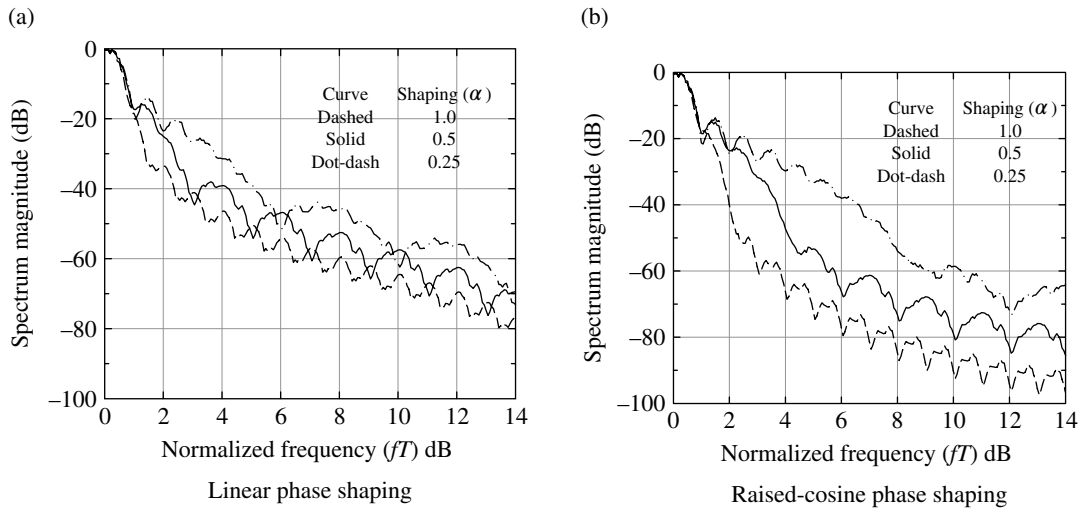 (a)
0
−20
−40
−60
−80
−100
Spectrum magnitude (dB)
Curve Shaping (α)
Dashed 1.0
Solid 0.5
Dot-dash 0.25
0 2 4 6 8 10 12 14
Normalized frequency (fT) dB
Linear phase shaping
(b)
0
−20
−40
−60
−80
−100
Spectrum magnitude (dB)
Curve Shaping (α)
Dashed 1.0
Solid 0.5
Dot-dash 0.25
0 2 4 6 8 10 12 14
Normalized frequency (fT) dB
Raised-cosine phase shaping